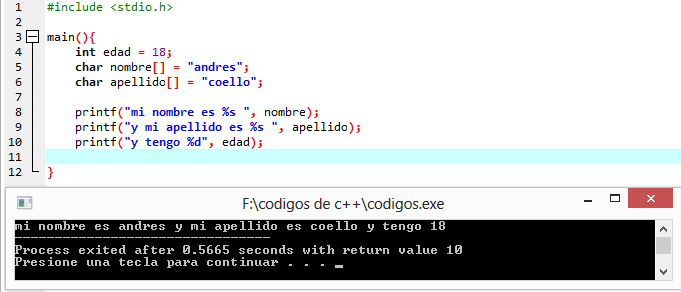 1 #include <stdio.h>
2
3 main(){
4 int edad = 18;
5 char nombre[] = "andres";
6 char apellido[] = "coello";
7
8 printf("mi nombre es %s ", nombre);
9 printf("y mi apellido es %s ", apellido);
10 printf("y tengo %d", edad);
11
12 }
F:\codigos de c++\codigos.exe
mi nombre es andres y mi apellido es coello y tengo 18
--------------------------------
Process exited after 0.5665 seconds with return value 10
Presione una tecla para continuar . . . _